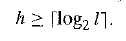 h ≥ ⌈log₂ l⌉.